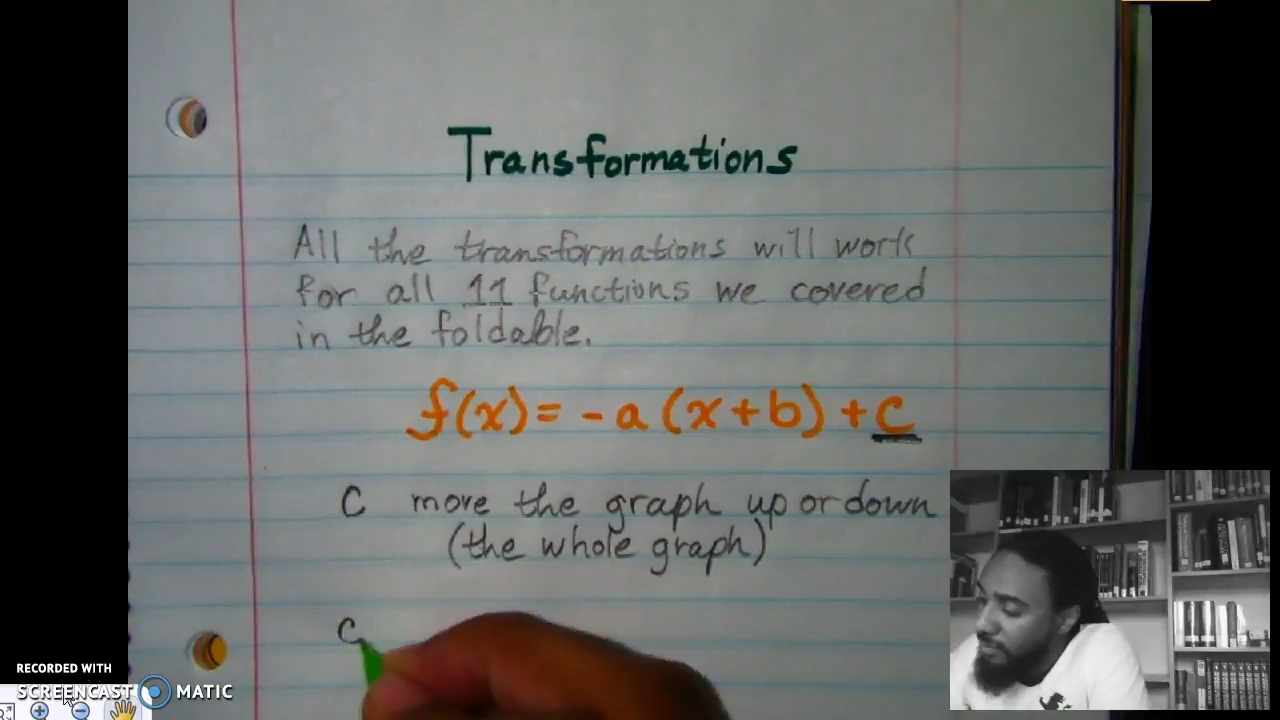 Transformations
All the transformations will work
for all 11 functions we covered
in the foldable.
f(x) = -a (x+b) + c
C move the graph up or down
(the whole graph)
C
RECORDED WITH
SCREENCAST MATIC